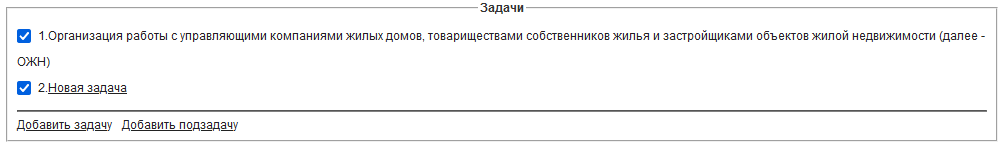 Задачи
1.Организация работы с управляющими компаниями жилых домов, товариществами собственников жилья и застройщиками объектов жилой недвижимости (далее -
ОЖН)
2.Новая задача
Добавить задачу Добавить подзадачу